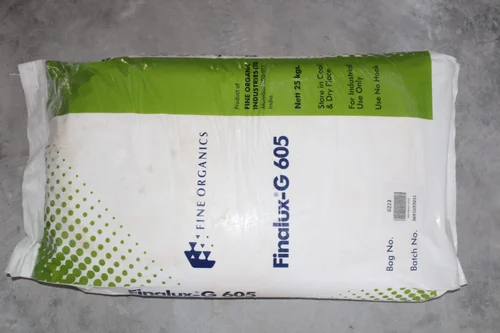 Product of
FINE ORGANIC
INDUSTRIES
India.
Nett 25 kgs.
Store in Cool
& Dry Place
For Industrial
Use Only
Use No Hook
FINE ORGANICS
Finalux®-G 605
Bag No.
0223
Batch No.
Finalux-G 605